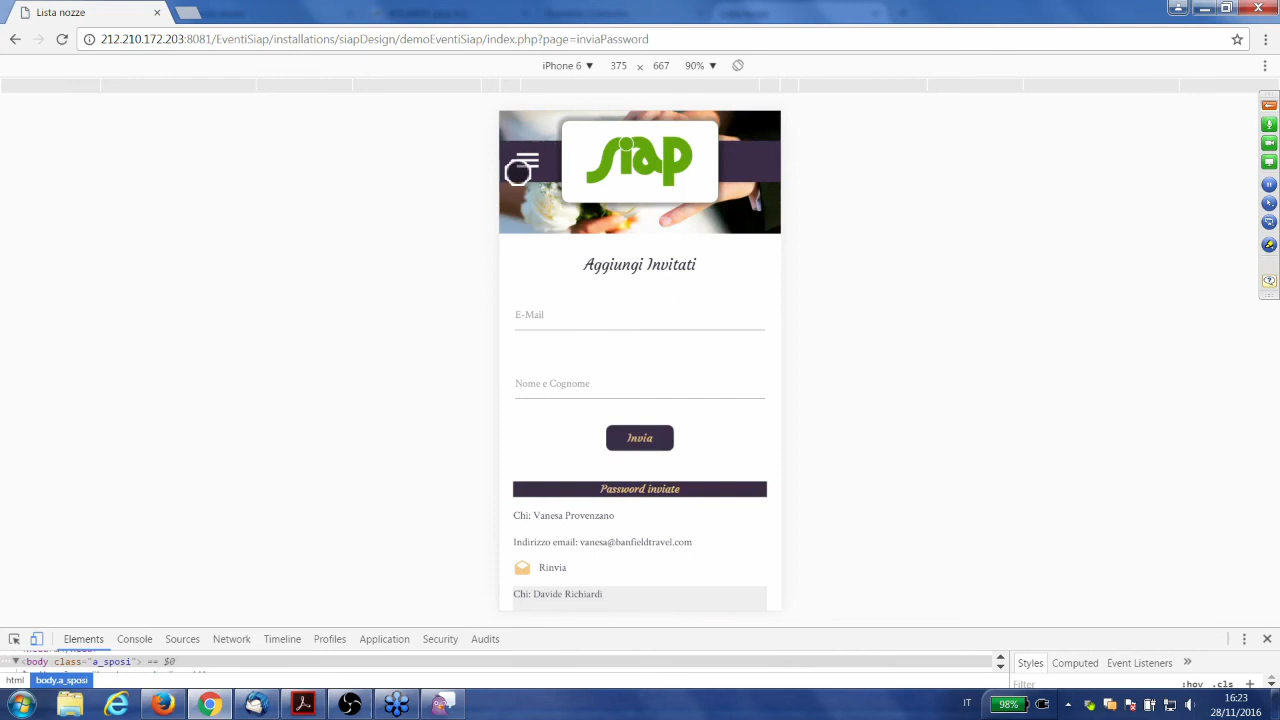 Lista nozze
212.210.172.203:8081/EventiSiap/installations/siapDesign/demoEventiSiap/index.php?page=inviaPassword
iPhone 6 ▼ 375 × 667 90% ▼
siap
Aggiungi Invitati
E-Mail
Nome e Cognome
Invia
Password inviate
Chi: Vanesa Provenzano
Indirizzo email: vanesa@banfieldtravel.com
Rinvia
Chi: Davide Richiardi
Elements Console Sources Network Timeline Profiles Application Security Audits
<body class="a_sposi"> == $0
Styles Computed Event Listeners »
html body.a_sposi
Filter :hov .cls +
98% IT 16:23
28/11/2016